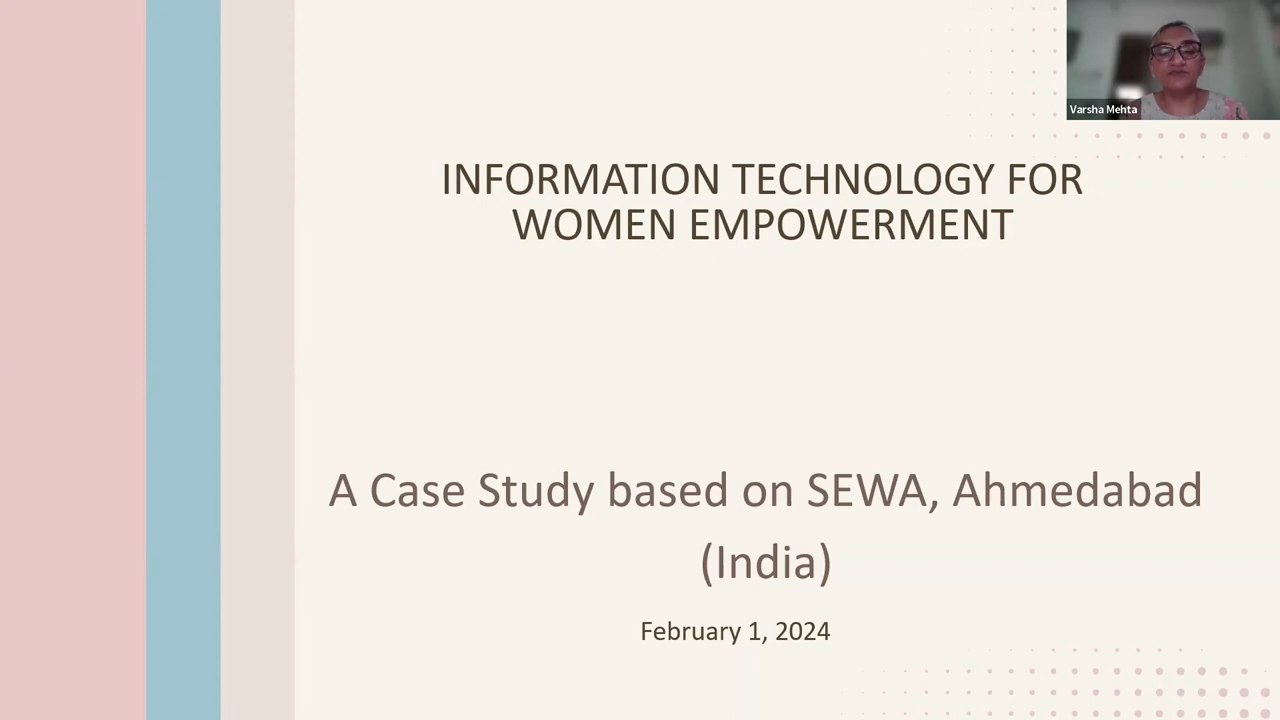 Varsha Mehta
INFORMATION TECHNOLOGY FOR
WOMEN EMPOWERMENT
A Case Study based on SEWA, Ahmedabad
(India)
February 1, 2024